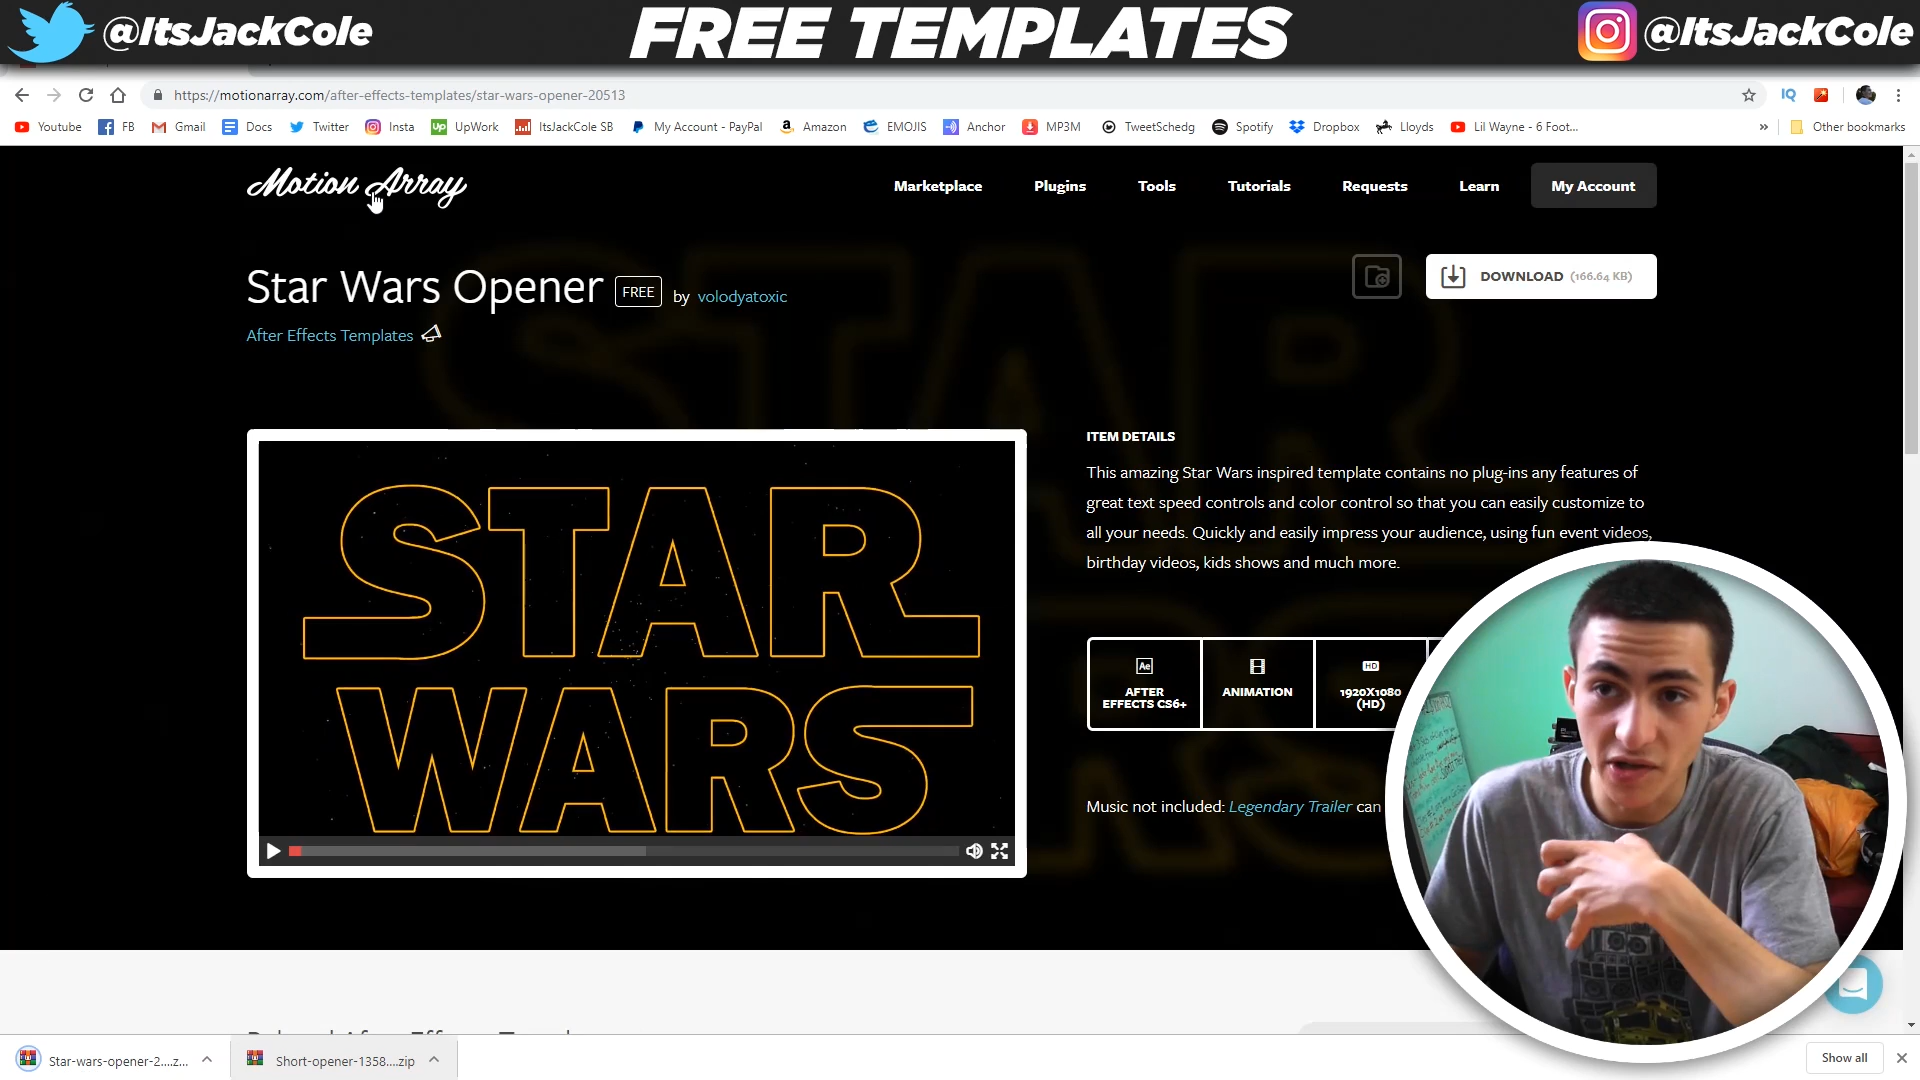 @ItsJackCole
FREE TEMPLATES
@ItsJackCole
https://motionarray.com/after-effects-templates/star-wars-opener-20513
IQ
Youtube
FB
Gmail
Docs
Twitter
Insta
Up
UpWork
ItsJackCole SB
My Account - PayPal
Amazon
EMOJIS
Anchor
MP3M
TweetSchedg
Spotify
Dropbox
Lloyds
Lil Wayne - 6 Foot...
»
Other bookmarks
Motion Array
Marketplace
Plugins
Tools
Tutorials
Requests
Learn
My Account
Star Wars Opener FREE by volodyatoxic
DOWNLOAD (166.64 KB)
After Effects Templates
STAR
WARS
ITEM DETAILS
This amazing Star Wars inspired template contains no plug-ins any features of
great text speed controls and color control so that you can easily customize to
all your needs. Quickly and easily impress your audience, using fun event videos,
birthday videos, kids shows and much more.
Ae
AFTER
EFFECTS CS6+
ANIMATION
HD
1920X1080
(HD)
Music not included: Legendary Trailer can
Star-wars-opener-2....z...
Short-opener-1358....zip
Show all